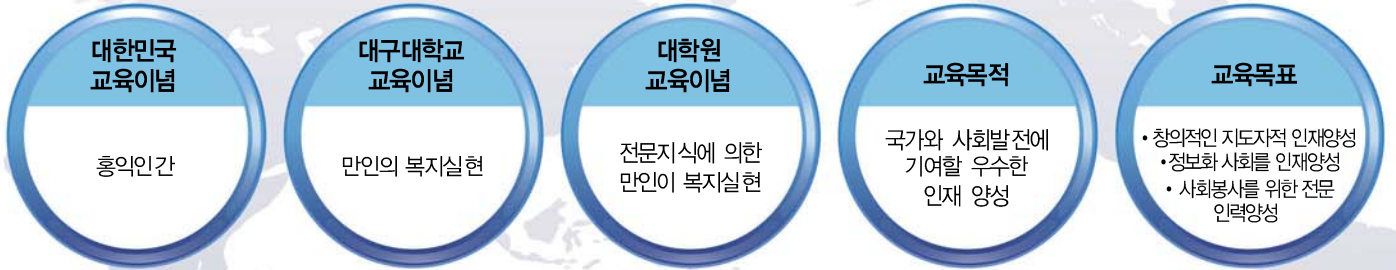 대한민국
교육이념
홍익인간
대구대학교
교육이념
만인의 복지실현
대학원
교육이념
전문지식에 의한
만인이 복지실현
교육목적
국가와 사회발전에
기여할 우수한
인재 양성
교육목표
• 창의적인 지도자적 인재양성
•정보화 사회를 인재양성
• 사회봉사를 위한 전문
인력양성